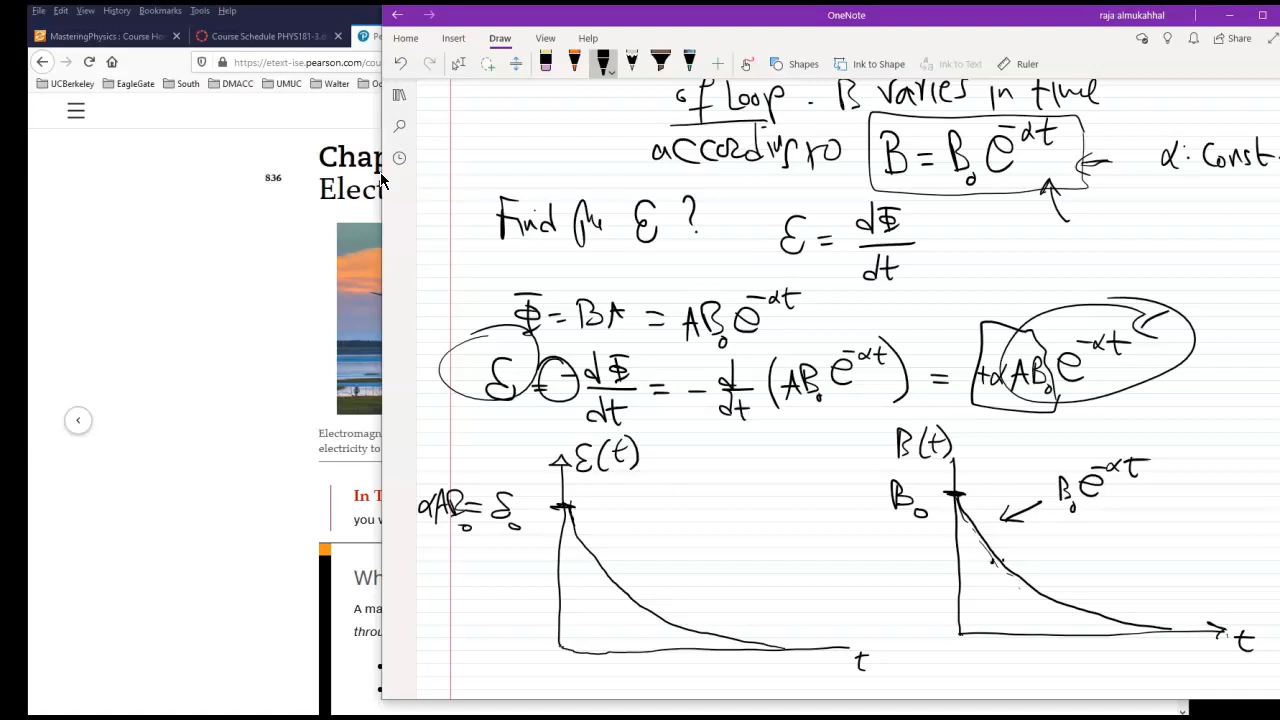 File Edit View History Bookmarks Tools Help
MasteringPhysics : Course Ho
Course Schedule PHYS181-3.d
Pe
https://etext-ise.pearson.com/cou
UCBerkeley EagleGate South DMACC UMUC Walter
836
Chap
Elect
Electromagn
electricity to
In T
you v
Wh
A ma
throu
OneNote
raja almukahhal
Home Insert Draw View Help
Share
Shapes Ink to Shape Ink to Text Ruler
of Loop. B varies in time
according to B = B₀ e^-αt α: Const.
Find the ℰ ? ℰ = dΦ/dt
Φ = BA = AB₀ e^-αt
ℰ = - dΦ/dt = - d/dt (AB₀ e^-αt) = +αAB₀ e^-αt
ℰ(t)
αAB₀ = ℰ₀
t
B(t)
B₀
B₀ e^-αt
t